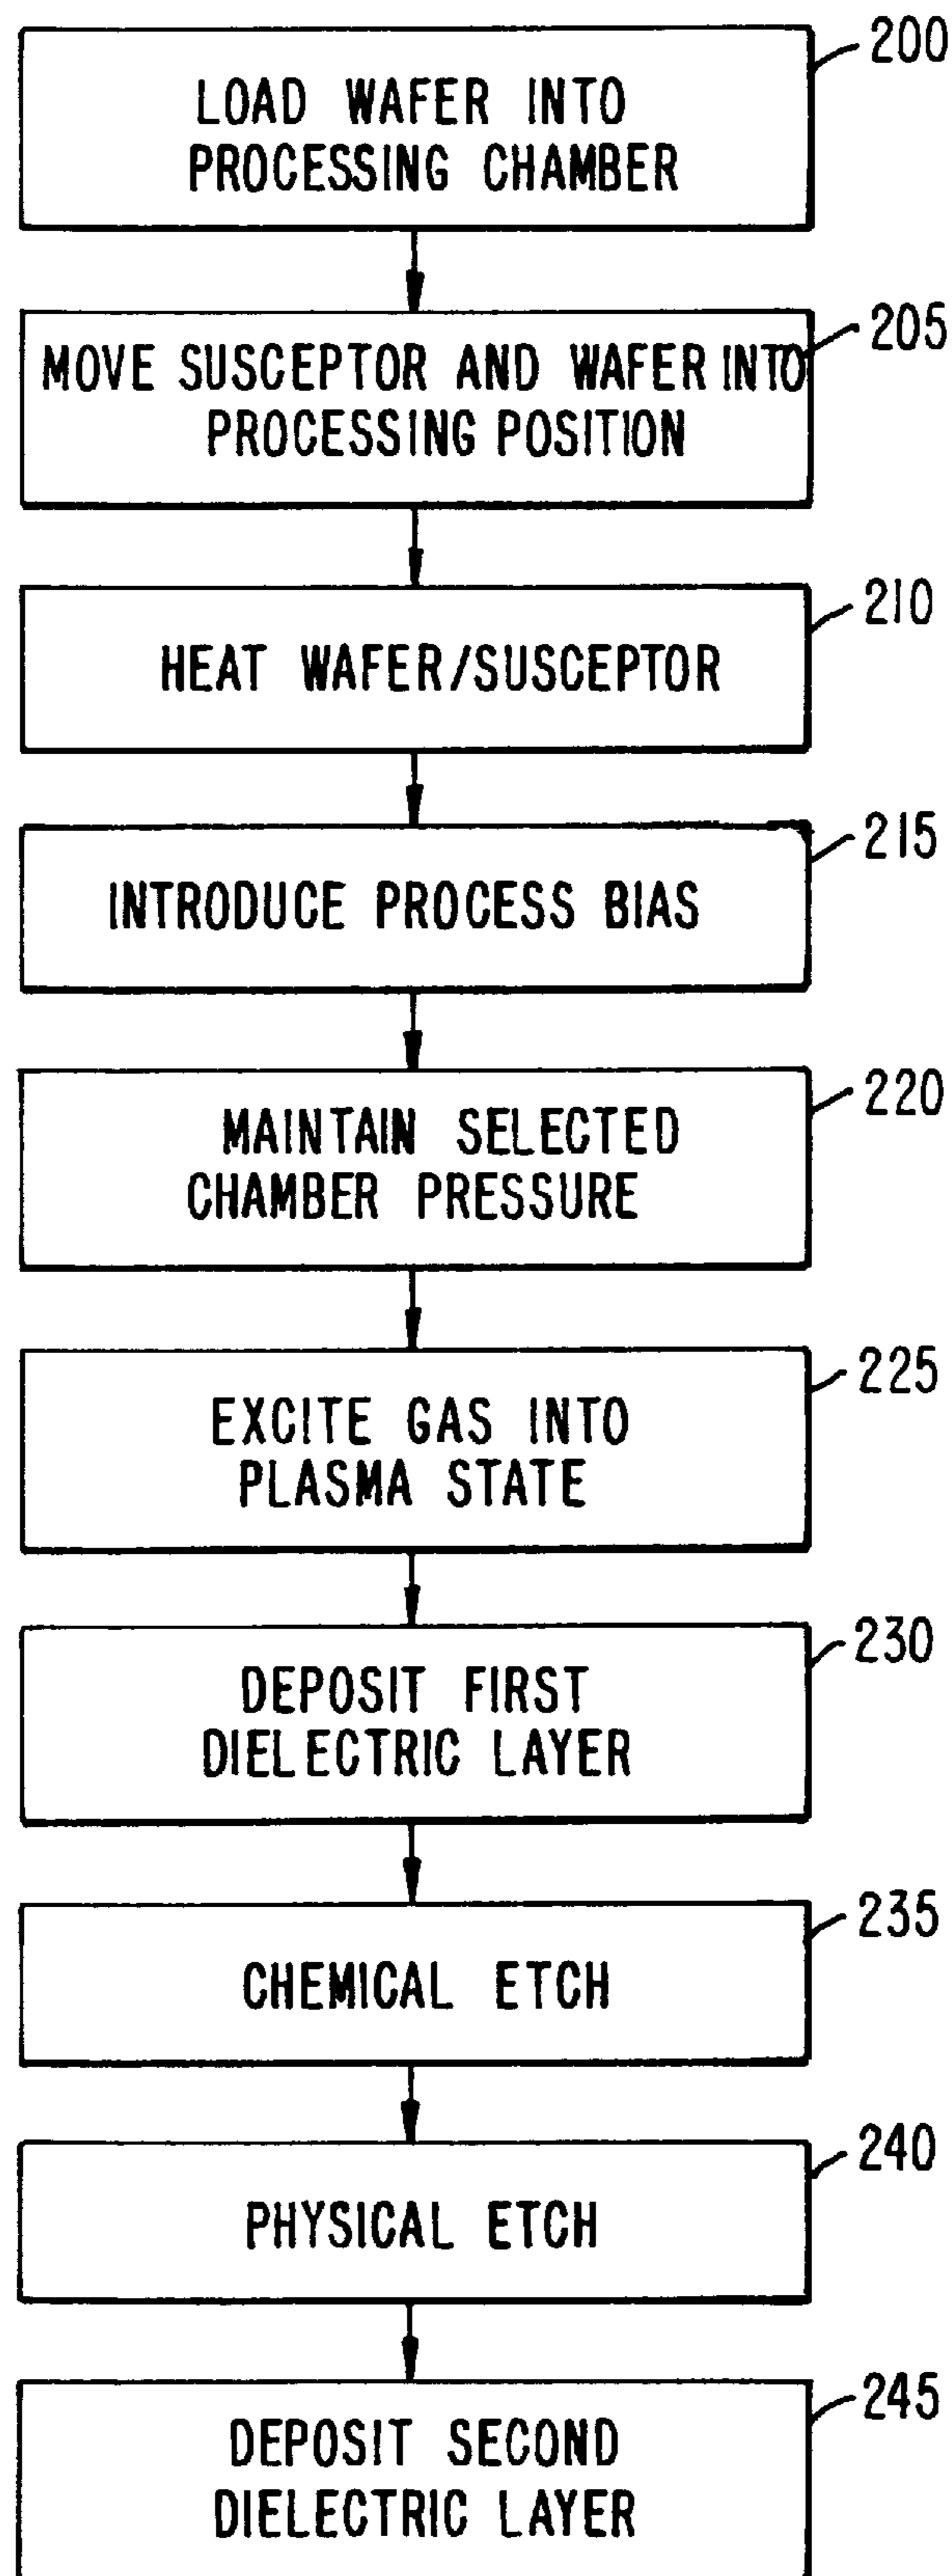 200
LOAD WAFER INTO
PROCESSING CHAMBER
205
MOVE SUSCEPTOR AND WAFER INTO
PROCESSING POSITION
210
HEAT WAFER/SUSCEPTOR
215
INTRODUCE PROCESS BIAS
220
MAINTAIN SELECTED
CHAMBER PRESSURE
225
EXCITE GAS INTO
PLASMA STATE
230
DEPOSIT FIRST
DIELECTRIC LAYER
235
CHEMICAL ETCH
240
PHYSICAL ETCH
245
DEPOSIT SECOND
DIELECTRIC LAYER